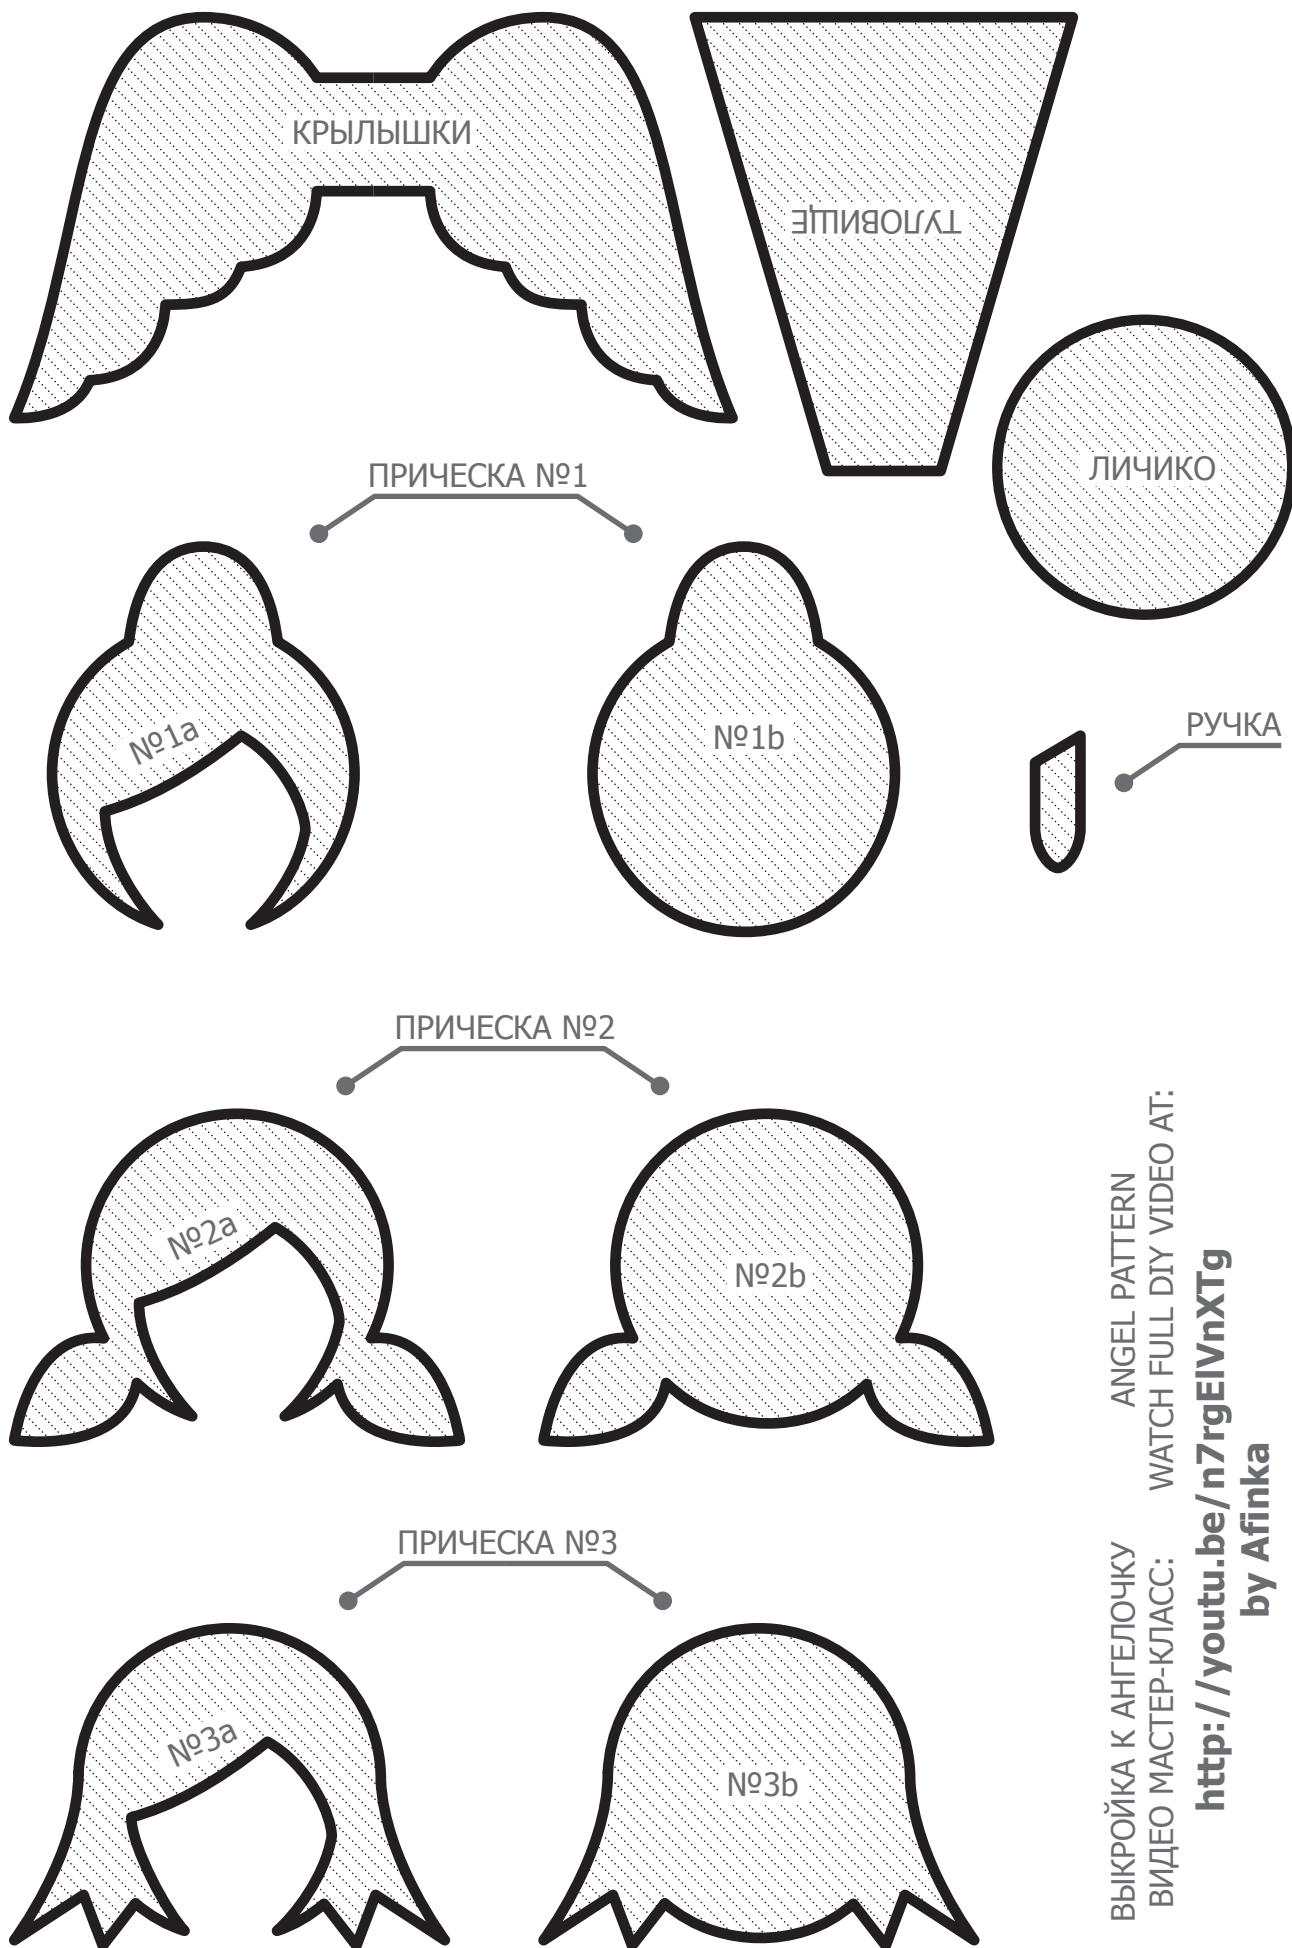 КРЫЛЫШКИ
ТУЛОВИЩЕ
ЛИЧИКО
ПРИЧЕСКА №1
№1a
№1b
РУЧКА
ПРИЧЕСКА №2
№2a
№2b
ПРИЧЕСКА №3
№3a
№3b
ВЫКРОЙКА К АНГЕЛОЧКУ ANGEL PATTERN
ВИДЕО МАСТЕР-КЛАСС: WATCH FULL DIY VIDEO AT:
http://youtu.be/n7rgElVnXTg
by Afinka